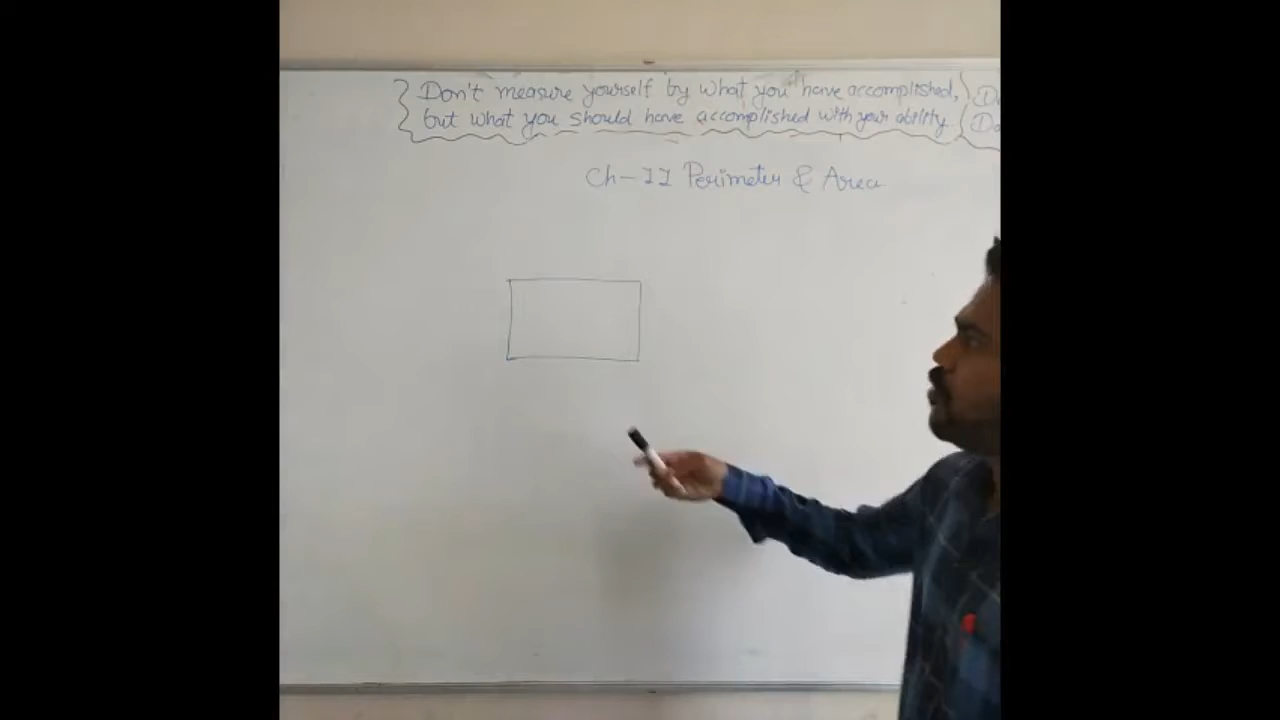 Don't measure yourself by what you have accomplished,
but what you should have accomplished with your ability.
Ch-11 Perimeter & Area